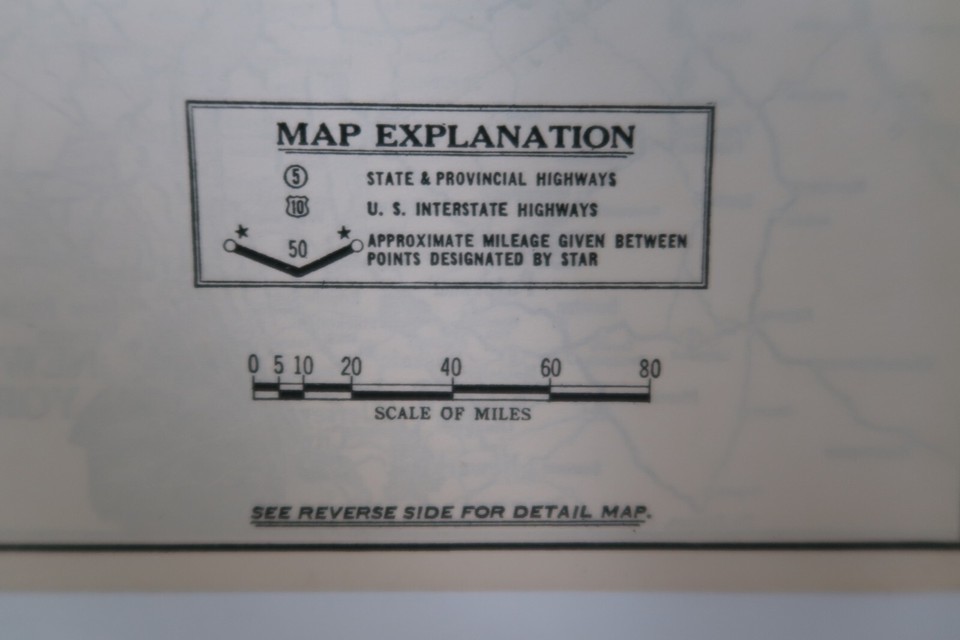 MAP EXPLANATION
5 STATE & PROVINCIAL HIGHWAYS
10 U. S. INTERSTATE HIGHWAYS
50 APPROXIMATE MILEAGE GIVEN BETWEEN
POINTS DESIGNATED BY STAR
0 5 10 20 40 60 80
SCALE OF MILES
SEE REVERSE SIDE FOR DETAIL MAP.